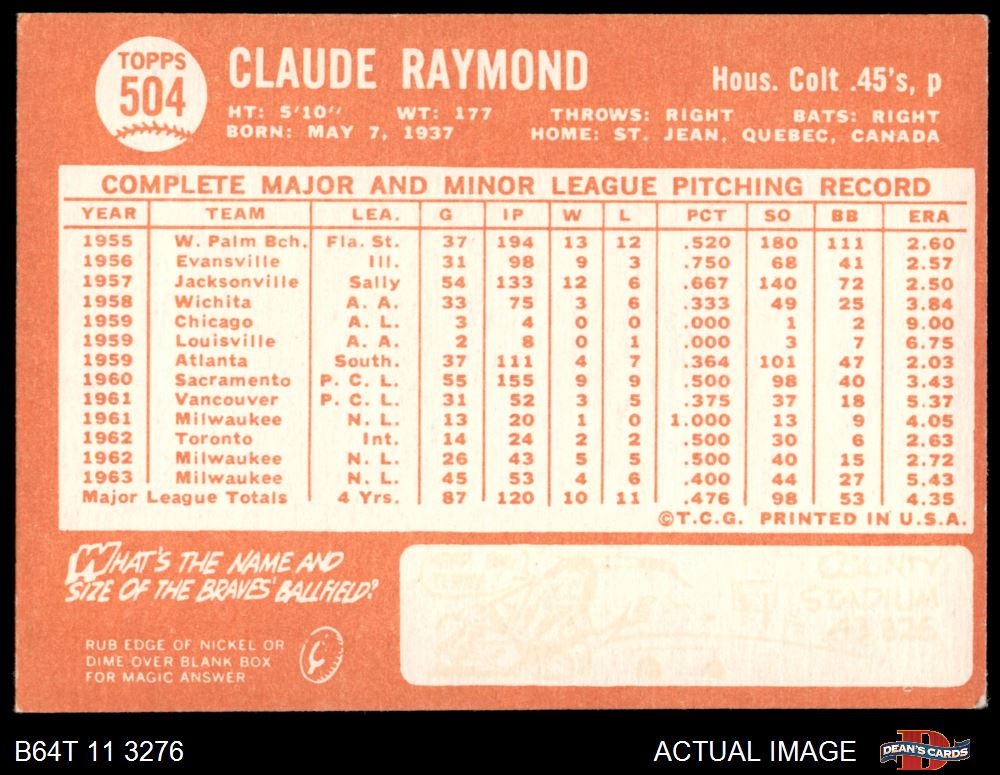 TOPPS
504
CLAUDE RAYMOND
Hous. Colt .45's, p
HT: 5'10" WT: 177 THROWS: RIGHT BATS: RIGHT
BORN: MAY 7, 1937 HOME: ST. JEAN, QUEBEC, CANADA
COMPLETE MAJOR AND MINOR LEAGUE PITCHING RECORD
YEAR TEAM LEA. G IP W L PCT SO BB ERA
1955 W. Palm Bch. Fla. St. 37 194 13 12 .520 180 111 2.60
1956 Evansville Ill. 31 98 9 3 .750 68 41 2.57
1957 Jacksonville Sally 54 133 12 6 .667 140 72 2.50
1958 Wichita A. A. 33 75 3 6 .333 49 25 3.84
1959 Chicago A. L. 3 4 0 0 .000 1 2 9.00
1959 Louisville A. A. 2 8 0 1 .000 3 7 6.75
1959 Atlanta South. 37 111 4 7 .364 101 47 2.03
1960 Sacramento P. C. L. 55 155 9 9 .500 98 40 3.43
1961 Vancouver P. C. L. 31 52 3 5 .375 37 18 5.37
1961 Milwaukee N. L. 13 20 1 0 1.000 13 9 4.05
1962 Toronto Int. 14 24 2 2 .500 30 6 2.63
1962 Milwaukee N. L. 26 43 5 5 .500 40 15 2.72
1963 Milwaukee N. L. 45 53 4 6 .400 44 27 5.43
Major League Totals 4 Yrs. 87 120 10 11 .476 98 53 4.35
©T.C.G. PRINTED IN U.S.A.
WHAT'S THE NAME AND
SIZE OF THE BRAVES' BALLFIELD?
RUB EDGE OF NICKEL OR
DIME OVER BLANK BOX
FOR MAGIC ANSWER
COUNTY
STADIUM
43,826
B64T 11 3276
ACTUAL IMAGE
DEAN'S CARDS